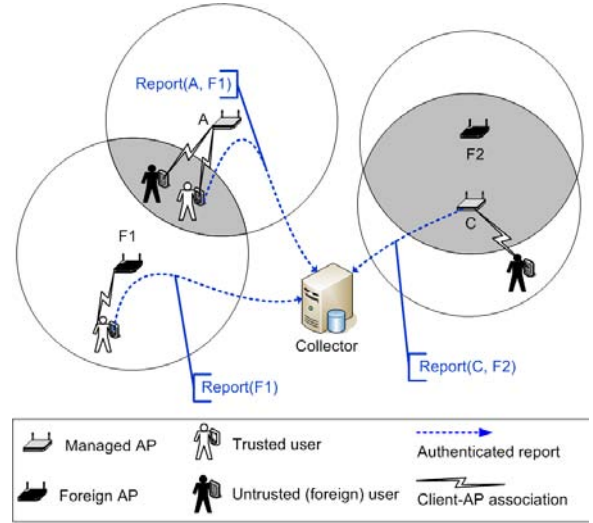 Report(A, F1)
A
F2
C
F1
Collector
Report(F1)
Report(C, F2)
Managed AP
Trusted user
Authenticated report
Foreign AP
Untrusted (foreign) user
Client-AP association